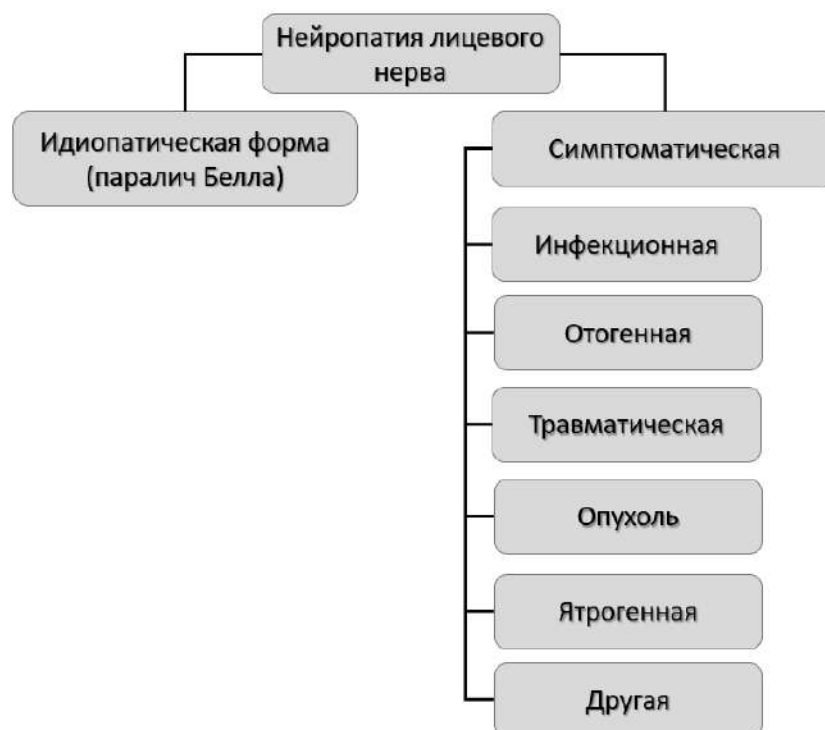 Нейропатия лицевого
нерва
Идиопатическая форма
(паралич Белла)
Симптоматическая
Инфекционная
Отогенная
Травматическая
Опухоль
Ятрогенная
Другая